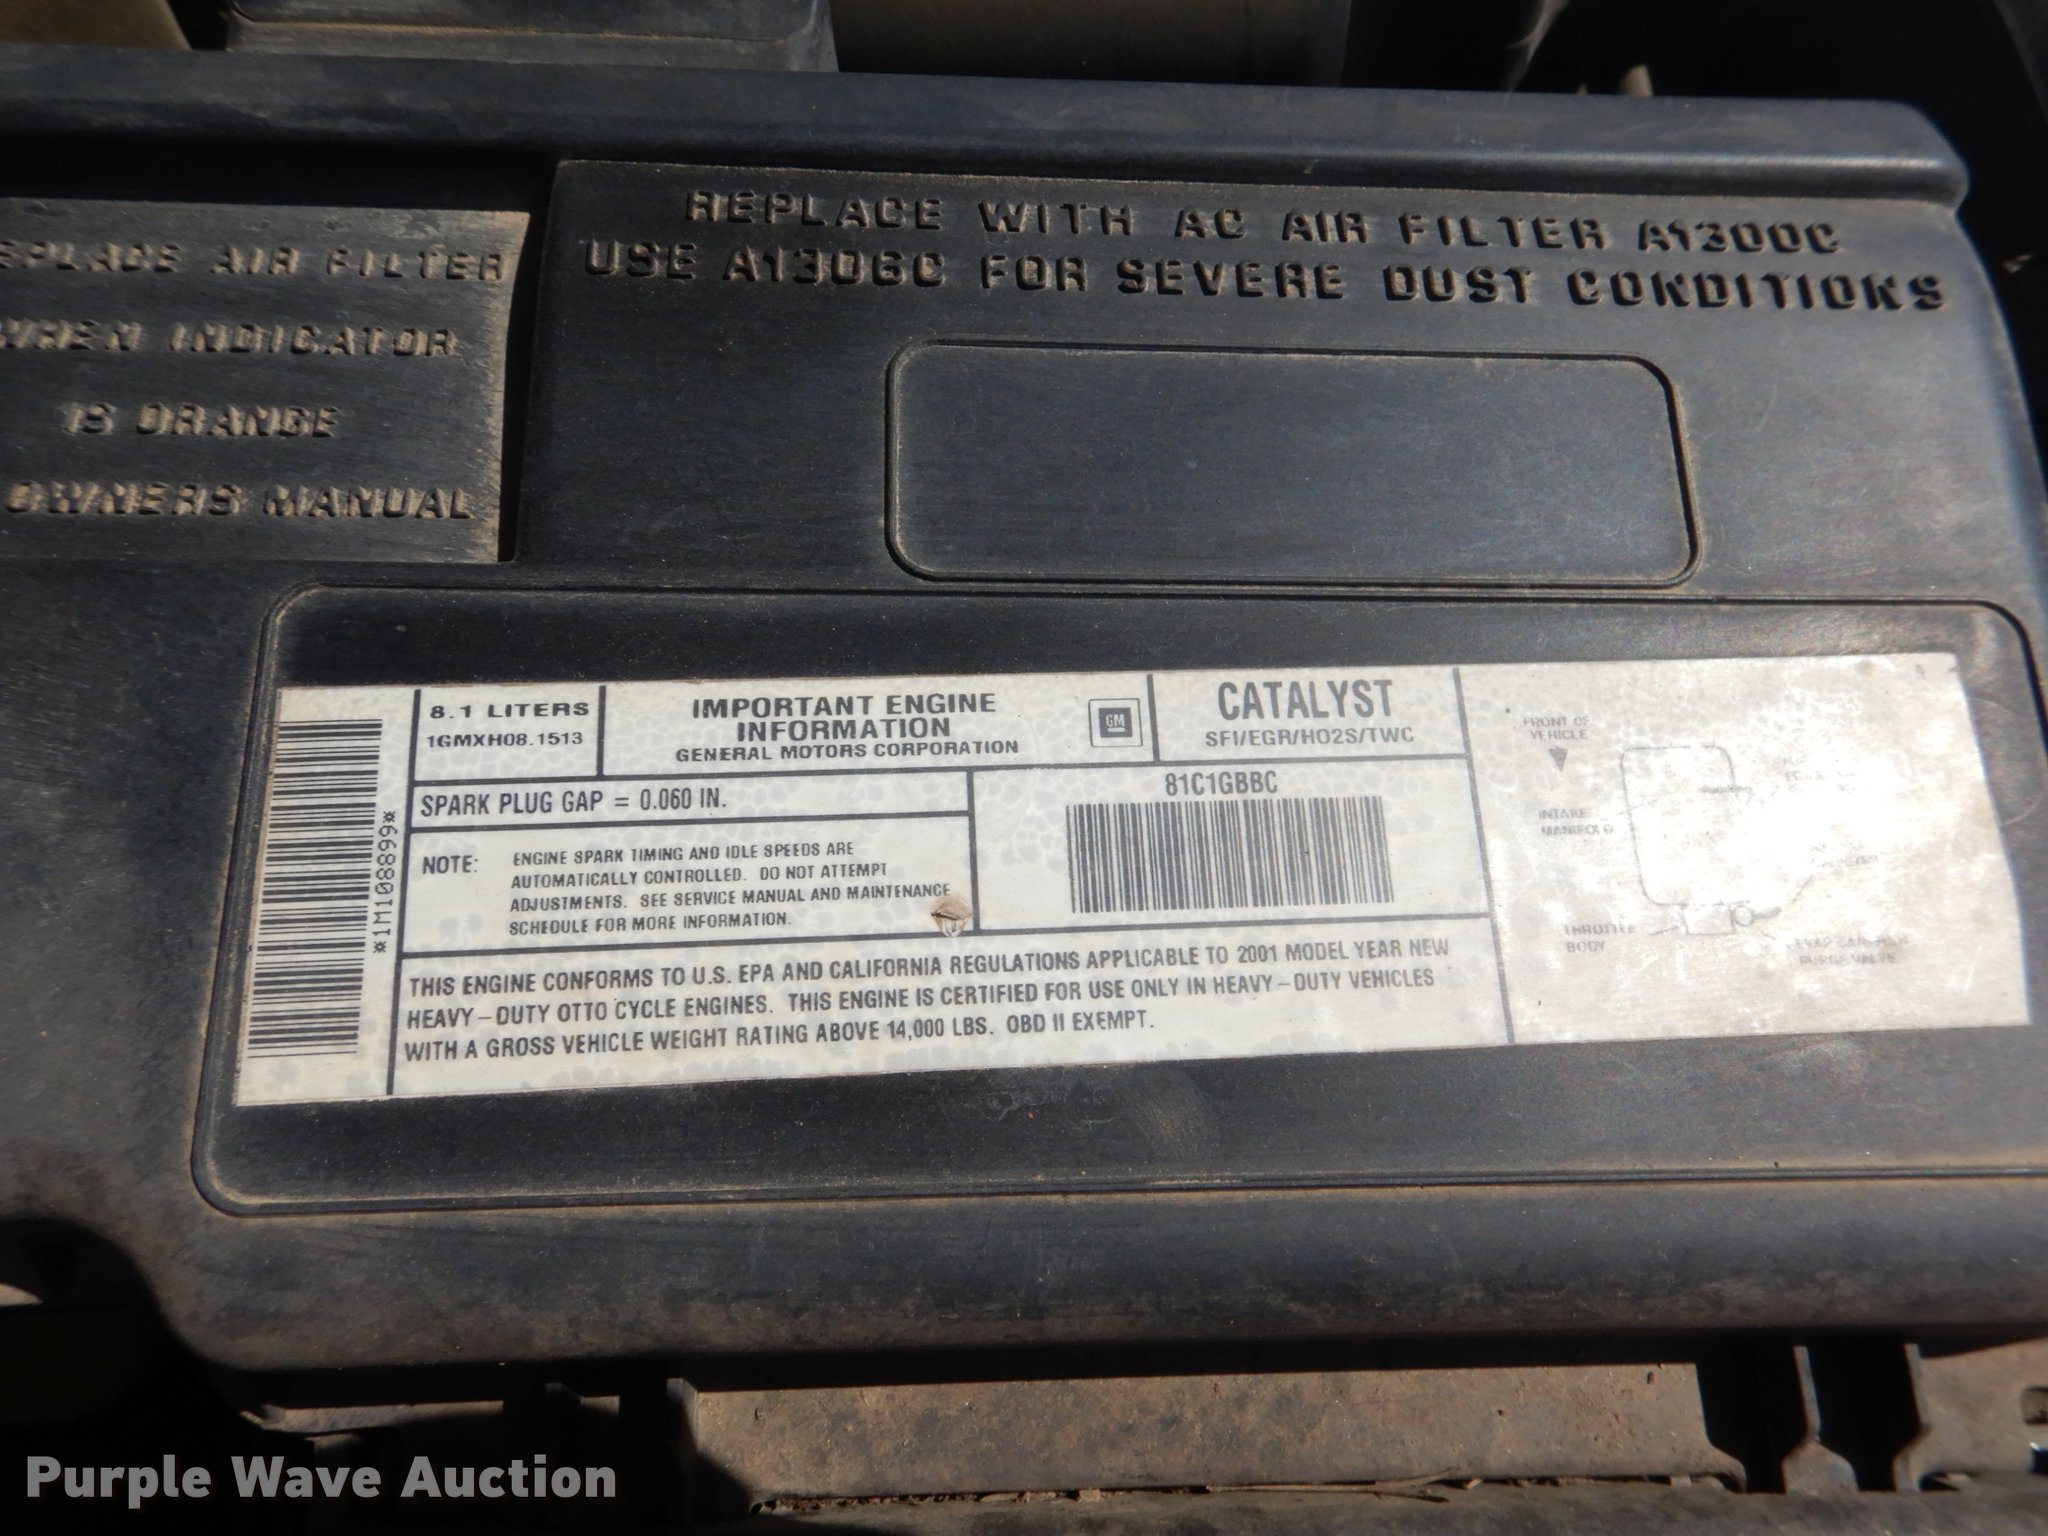 REPLACE WITH AC AIR FILTER A1300C
USE A1306C FOR SEVERE DUST CONDITIONS
AIR FILTER
WHEN INDICATOR
IS ORANGE
OWNERS MANUAL
8.1 LITERS
1GMXH08.1513
IMPORTANT ENGINE
INFORMATION
GENERAL MOTORS CORPORATION
GM
CATALYST
SFI/EGR/HO2S/TWC
SPARK PLUG GAP = 0.060 IN.
81C1GBBC
NOTE: ENGINE SPARK TIMING AND IDLE SPEEDS ARE
AUTOMATICALLY CONTROLLED. DO NOT ATTEMPT
ADJUSTMENTS. SEE SERVICE MANUAL AND MAINTENANCE
SCHEDULE FOR MORE INFORMATION.
THIS ENGINE CONFORMS TO U.S. EPA AND CALIFORNIA REGULATIONS APPLICABLE TO 2001 MODEL YEAR NEW
HEAVY-DUTY OTTO CYCLE ENGINES. THIS ENGINE IS CERTIFIED FOR USE ONLY IN HEAVY-DUTY VEHICLES
WITH A GROSS VEHICLE WEIGHT RATING ABOVE 14,000 LBS. OBD II EXEMPT.
*1M108899*
FRONT OF
VEHICLE
INTAKE
MANIFOLD
THROTTLE
BODY
EVAP CANISTER
PURGE VALVE
Purple Wave Auction